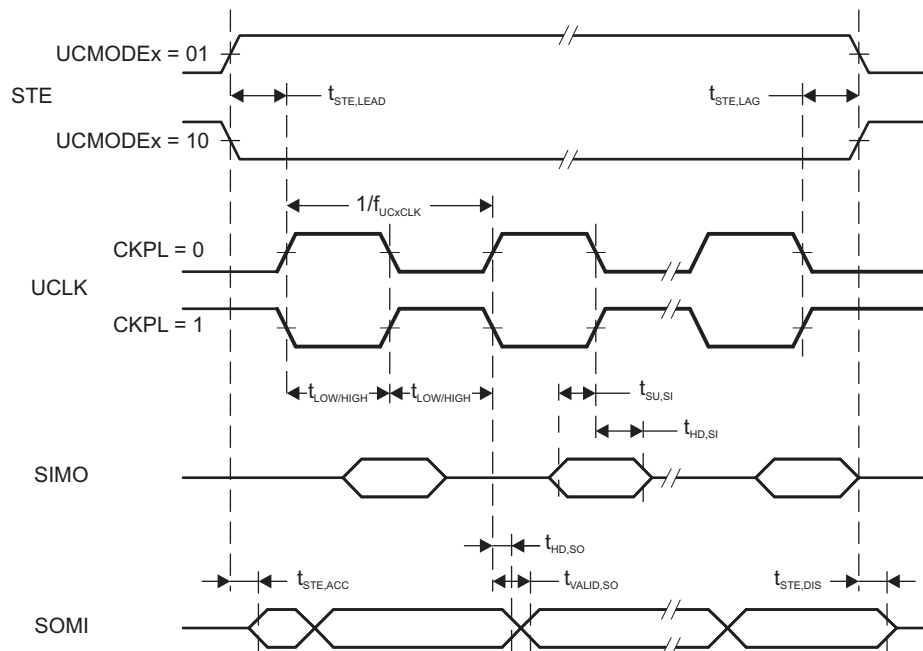 UCMODEx = 01
STE
t_STE,LEAD
t_STE,LAG
UCMODEx = 10
1/f_UCxCLK
CKPL = 0
UCLK
CKPL = 1
t_LOW/HIGH t_LOW/HIGH
t_SU,SI
t_HD,SI
SIMO
t_HD,SO
t_STE,ACC
t_VALID,SO
t_STE,DIS
SOMI